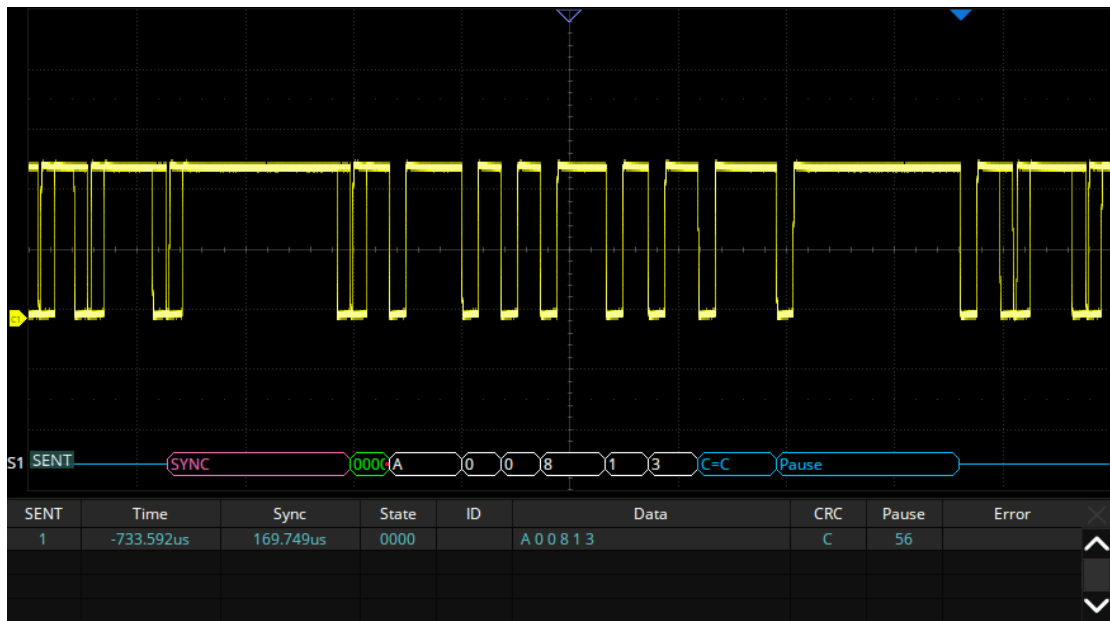 C1
S1 SENT SYNC 0000 A 0 0 8 1 3 C=C Pause
SENT Time Sync State ID Data CRC Pause Error
1 -733.592us 169.749us 0000 A 0 0 8 1 3 C 56